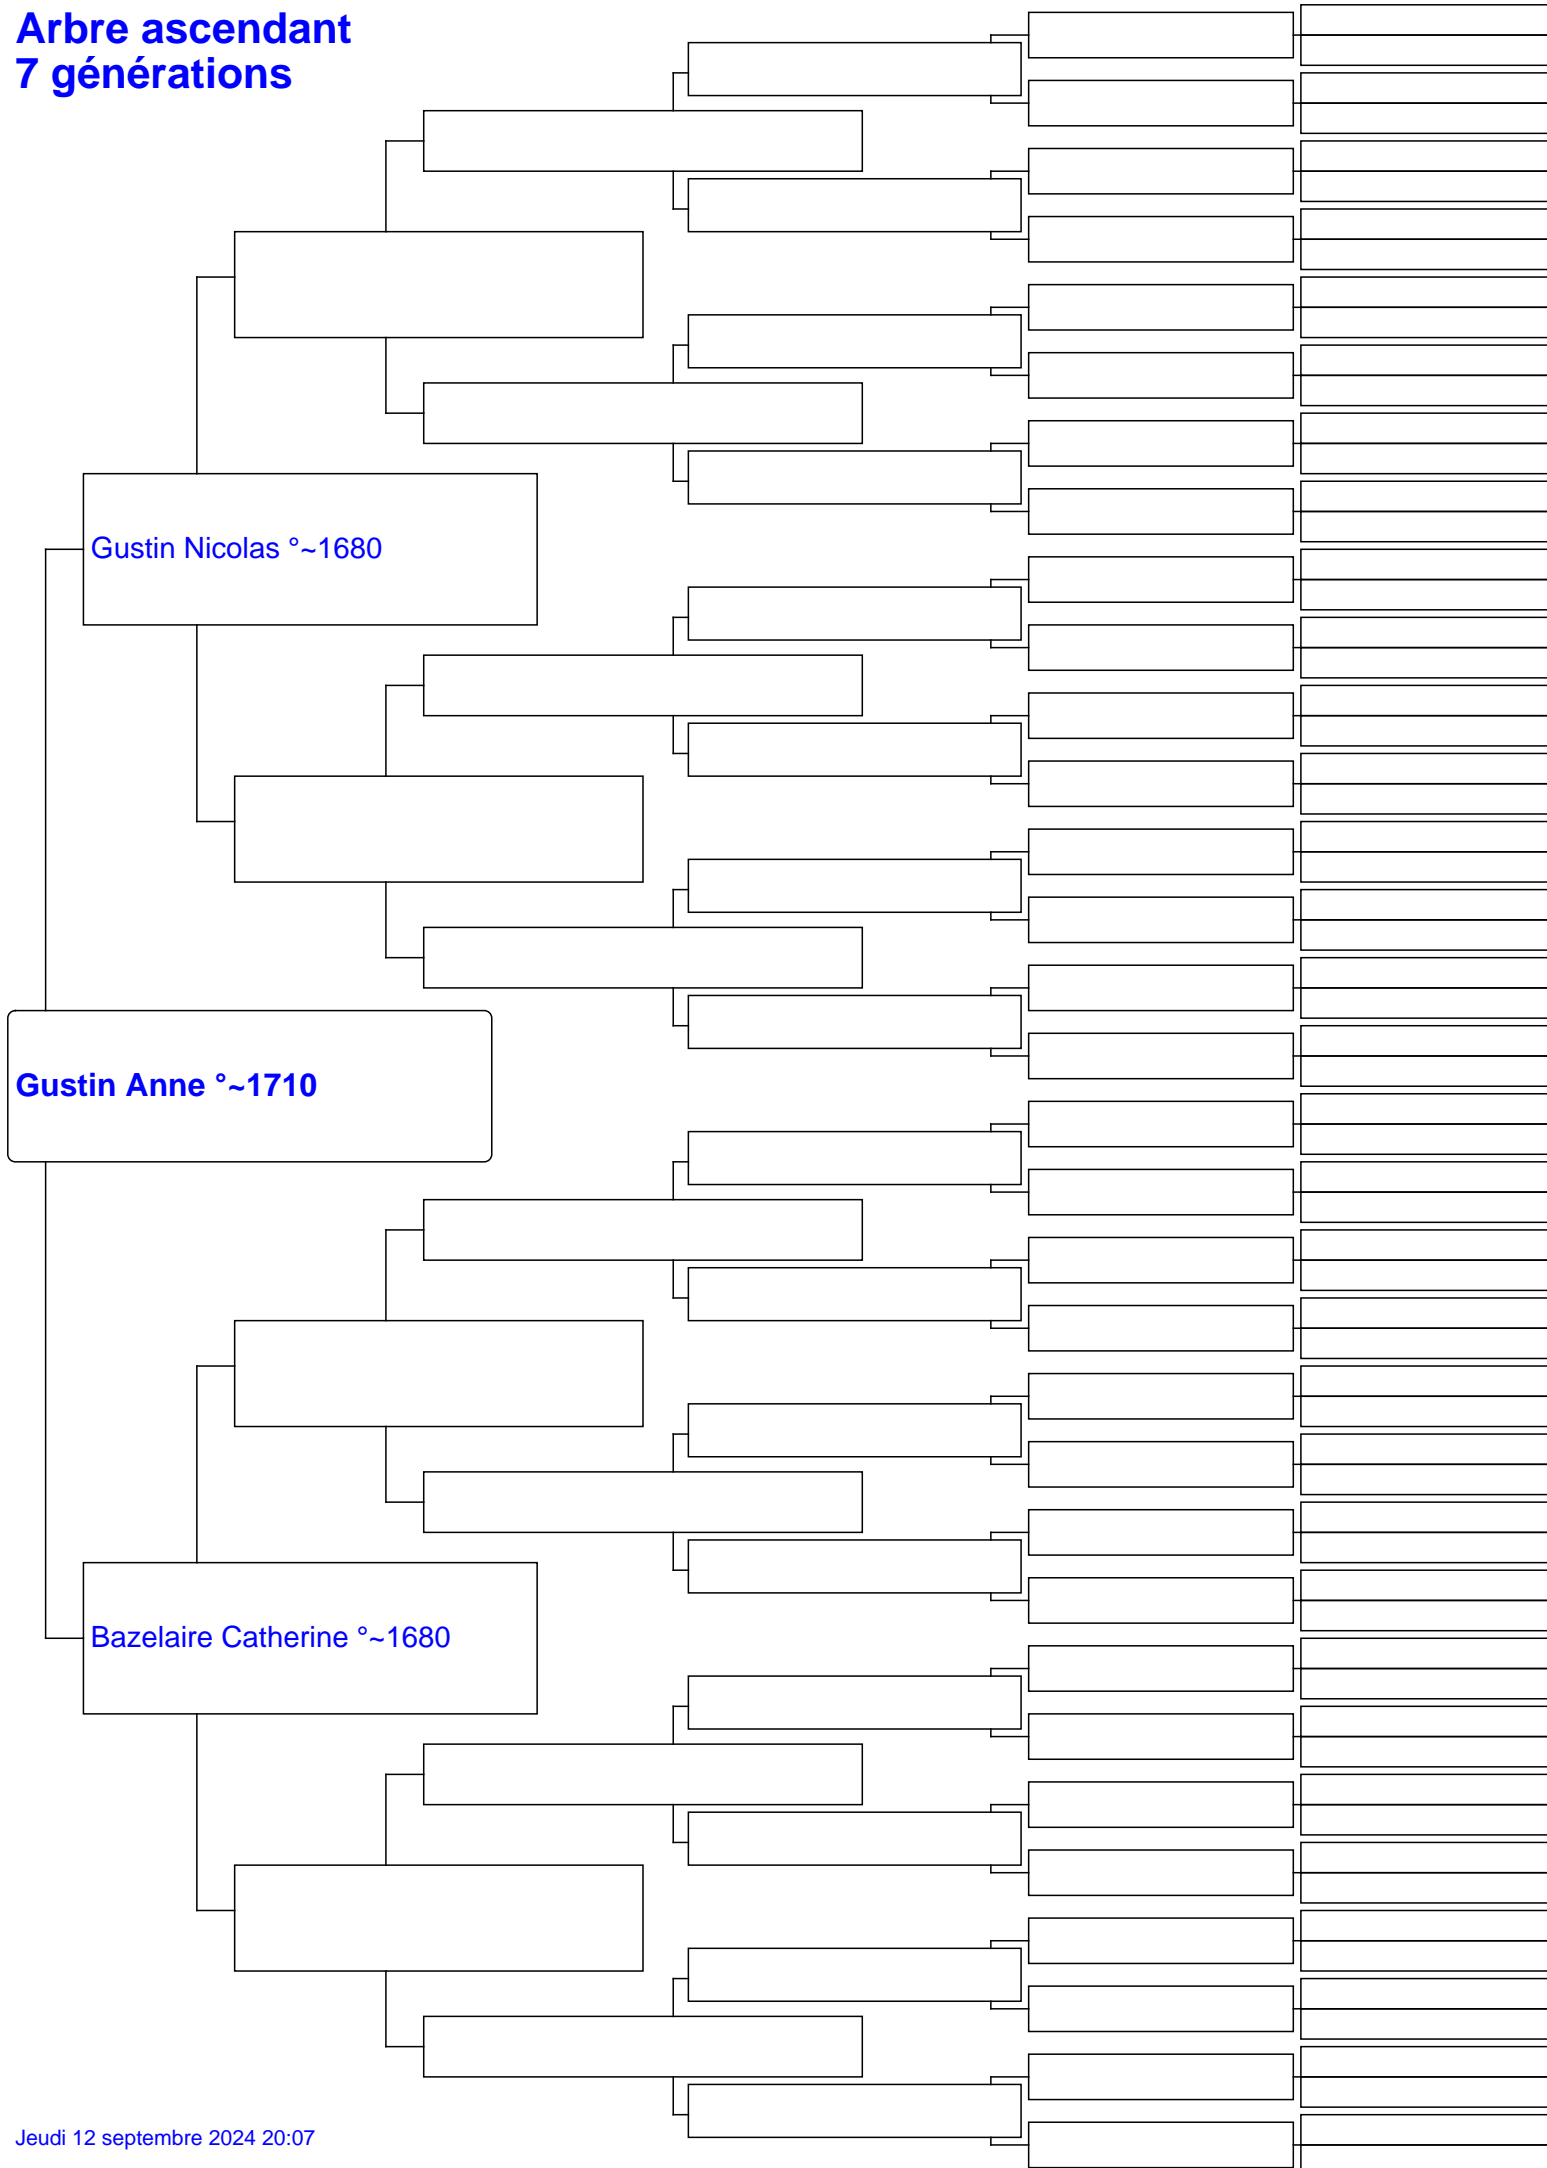 Arbre ascendant
7 générations
Gustin Nicolas °~1680
Gustin Anne °~1710
Bazelaire Catherine °~1680
Jeudi 12 septembre 2024 20:07